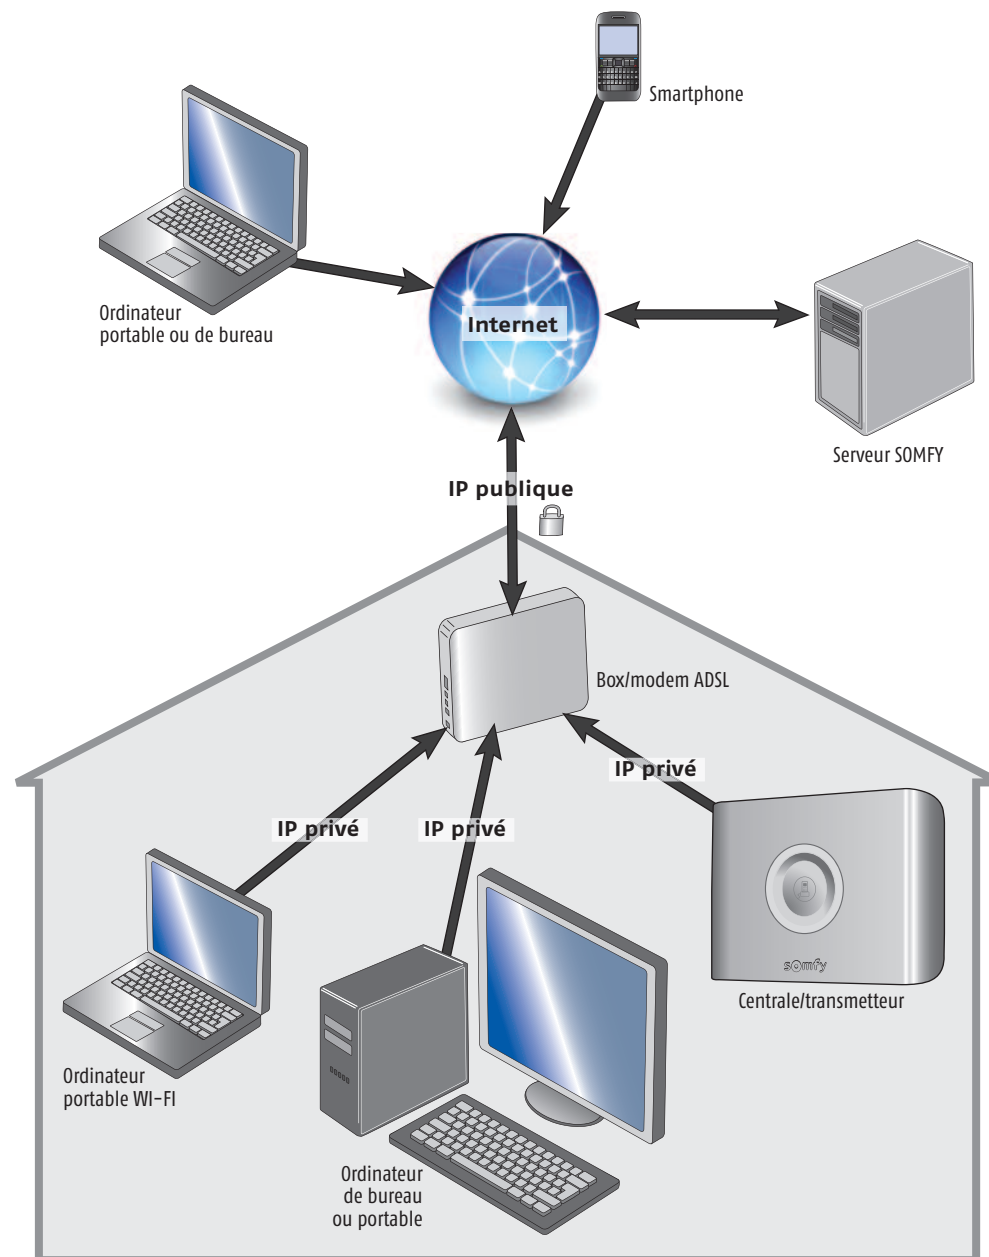 Smartphone
Ordinateur
portable ou de bureau
Internet
Serveur SOMFY
IP publique
Box/modem ADSL
IP privé
IP privé
IP privé
somfy
Centrale/transmetteur
Ordinateur
portable WI-FI
Ordinateur
de bureau
ou portable